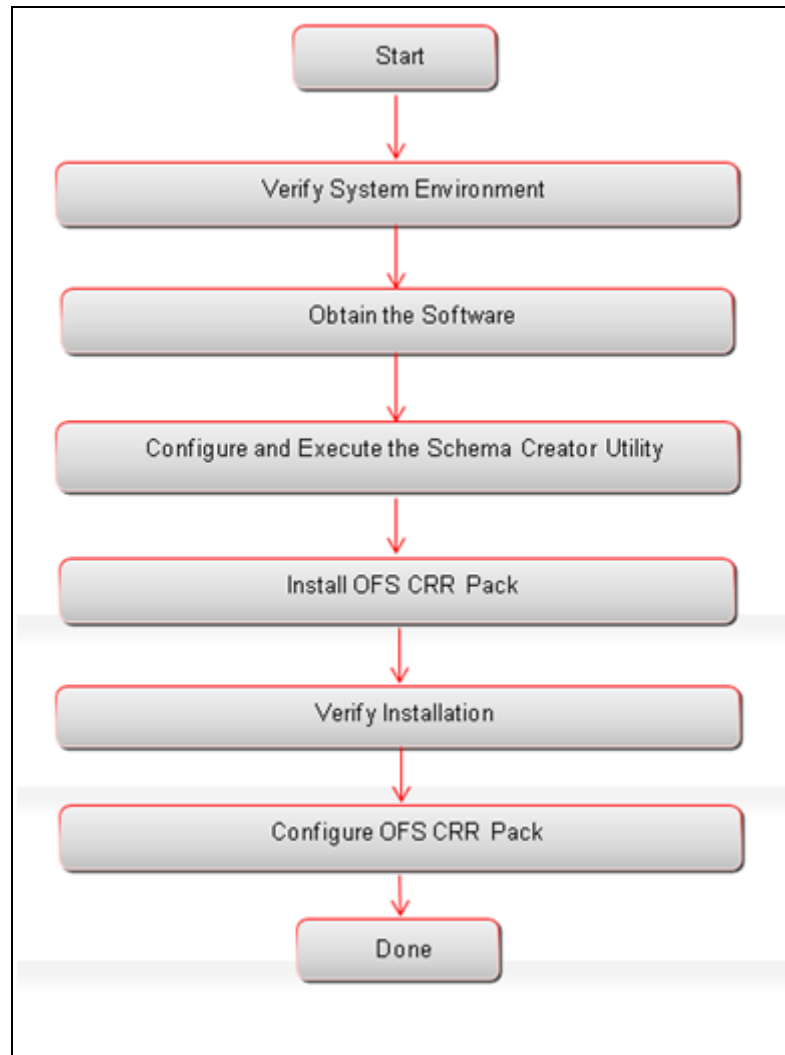 Start
Verify System Environment
Obtain the Software
Configure and Execute the Schema Creator Utility
Install OFS CRR Pack
Verify Installation
Configure OFS CRR Pack
Done